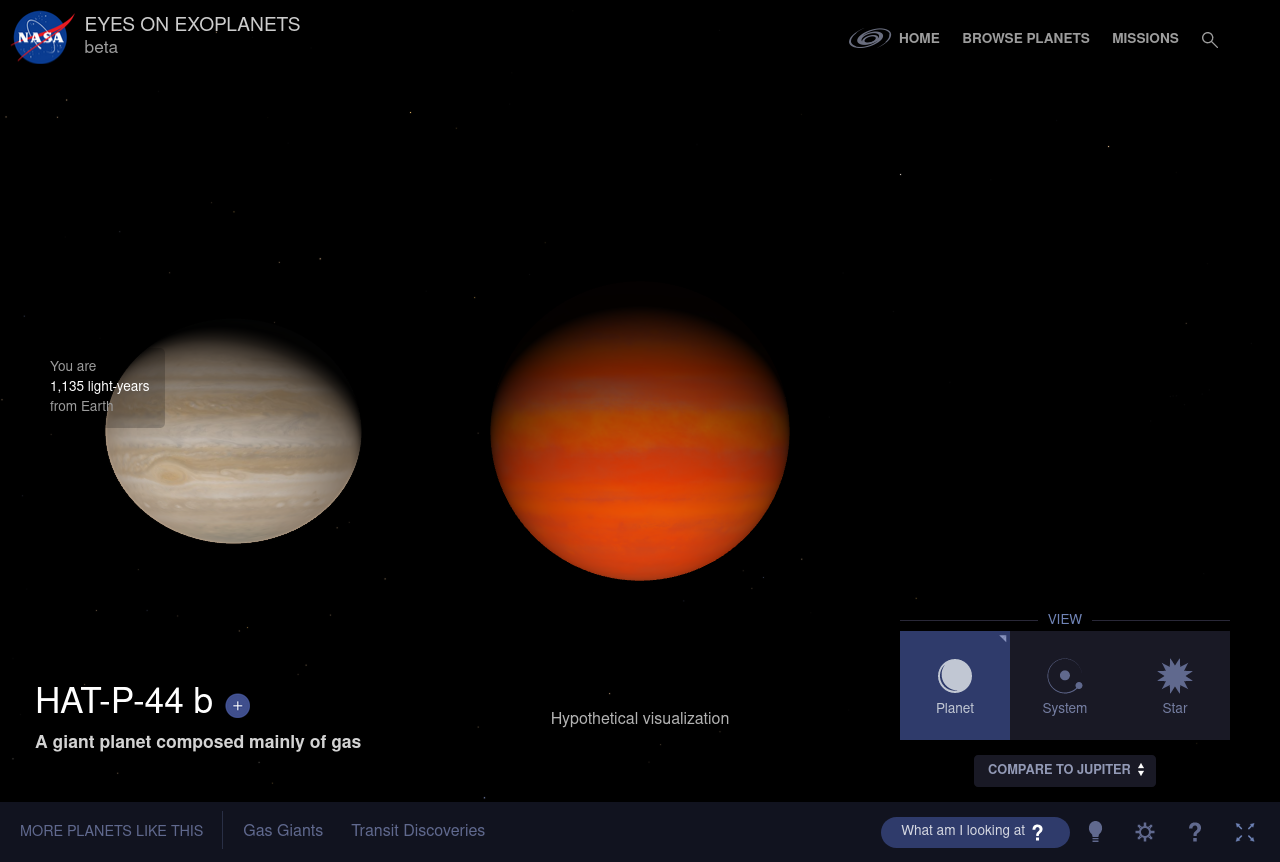 NASA
EYES ON EXOPLANETS
beta
HOME
BROWSE PLANETS
MISSIONS
You are
1,135 light-years
from Earth
HAT-P-44 b +
A giant planet composed mainly of gas
Hypothetical visualization
VIEW
Planet
System
Star
COMPARE TO JUPITER
MORE PLANETS LIKE THIS
Gas Giants
Transit Discoveries
What am I looking at ?
?